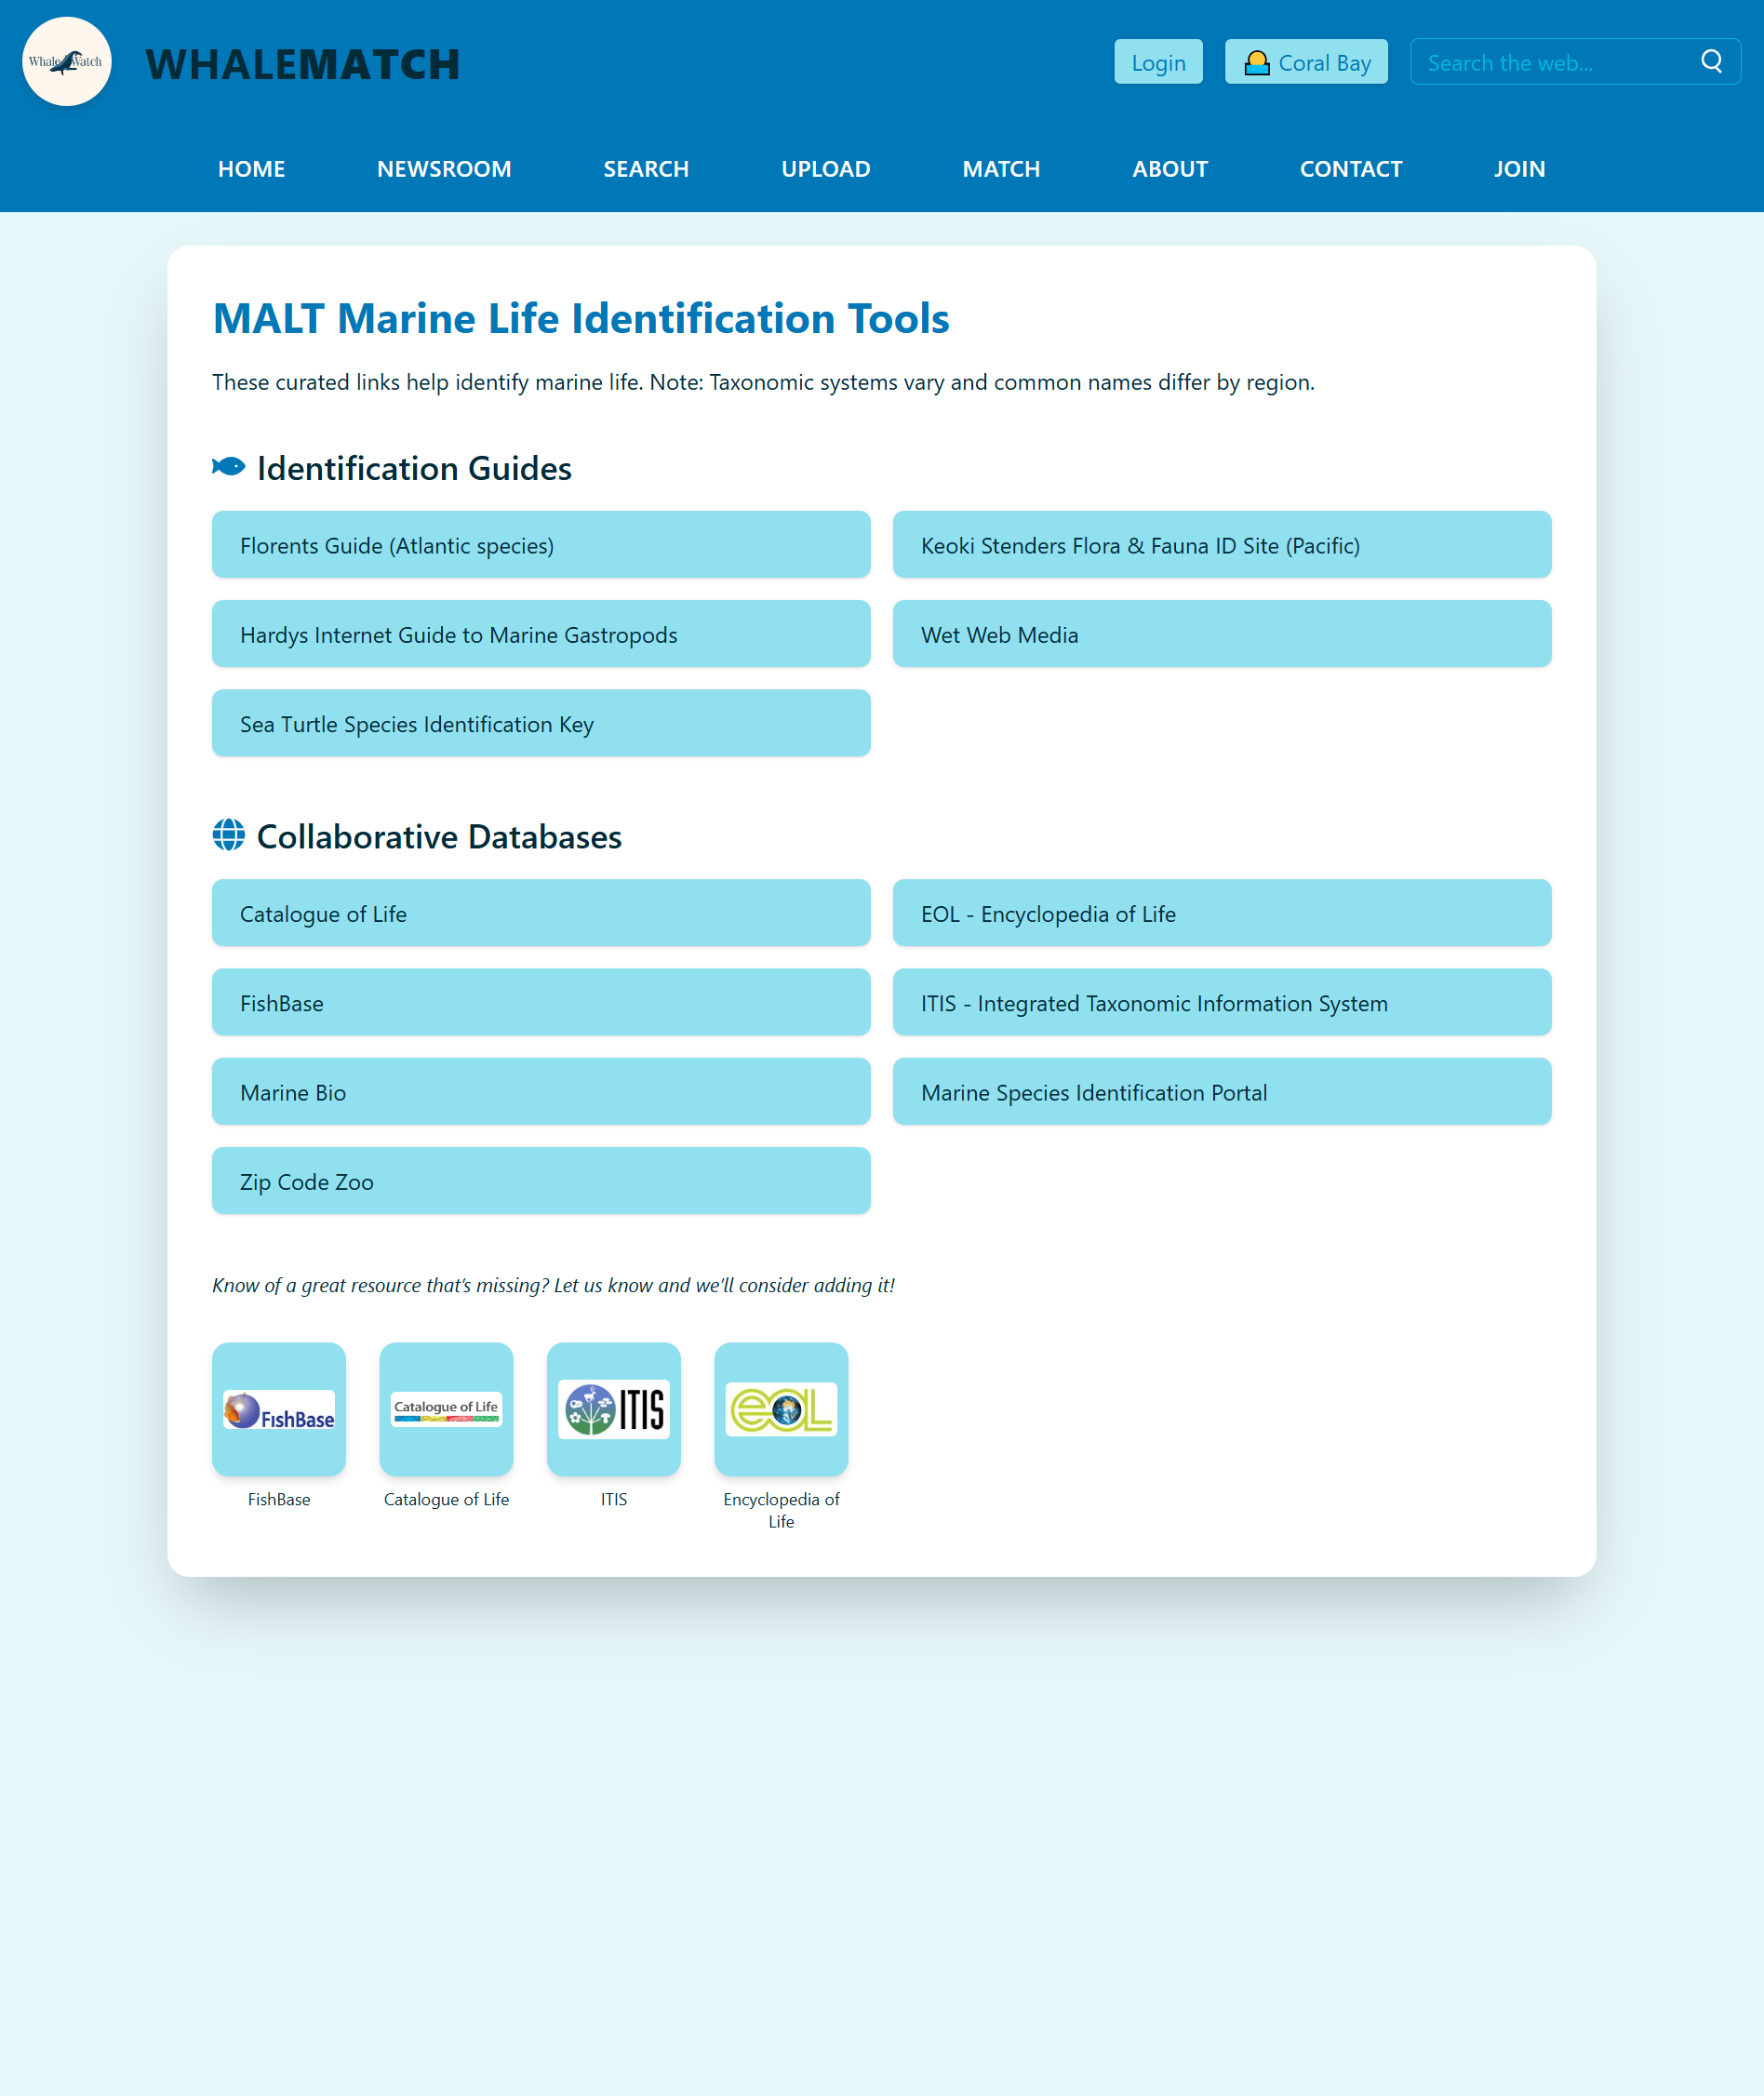 Whale Watch
WHALEMATCH
Login
Coral Bay
Search the web...
HOME
NEWSROOM
SEARCH
UPLOAD
MATCH
ABOUT
CONTACT
JOIN
MALT Marine Life Identification Tools
These curated links help identify marine life. Note: Taxonomic systems vary and common names differ by region.
Identification Guides
Florents Guide (Atlantic species)
Keoki Stenders Flora & Fauna ID Site (Pacific)
Hardys Internet Guide to Marine Gastropods
Wet Web Media
Sea Turtle Species Identification Key
Collaborative Databases
Catalogue of Life
EOL - Encyclopedia of Life
FishBase
ITIS - Integrated Taxonomic Information System
Marine Bio
Marine Species Identification Portal
Zip Code Zoo
Know of a great resource that’s missing? Let us know and we’ll consider adding it!
FishBase
Catalogue of Life
ITIS
eOL
FishBase
Catalogue of Life
ITIS
Encyclopedia of
Life